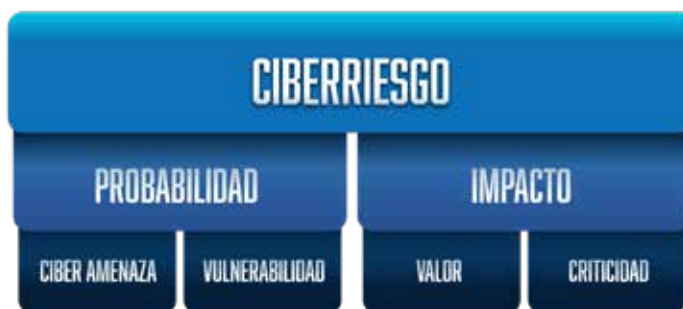 CIBERRIESGO
PROBABILIDAD IMPACTO
CIBER AMENAZA VULNERABILIDAD VALOR CRITICIDAD